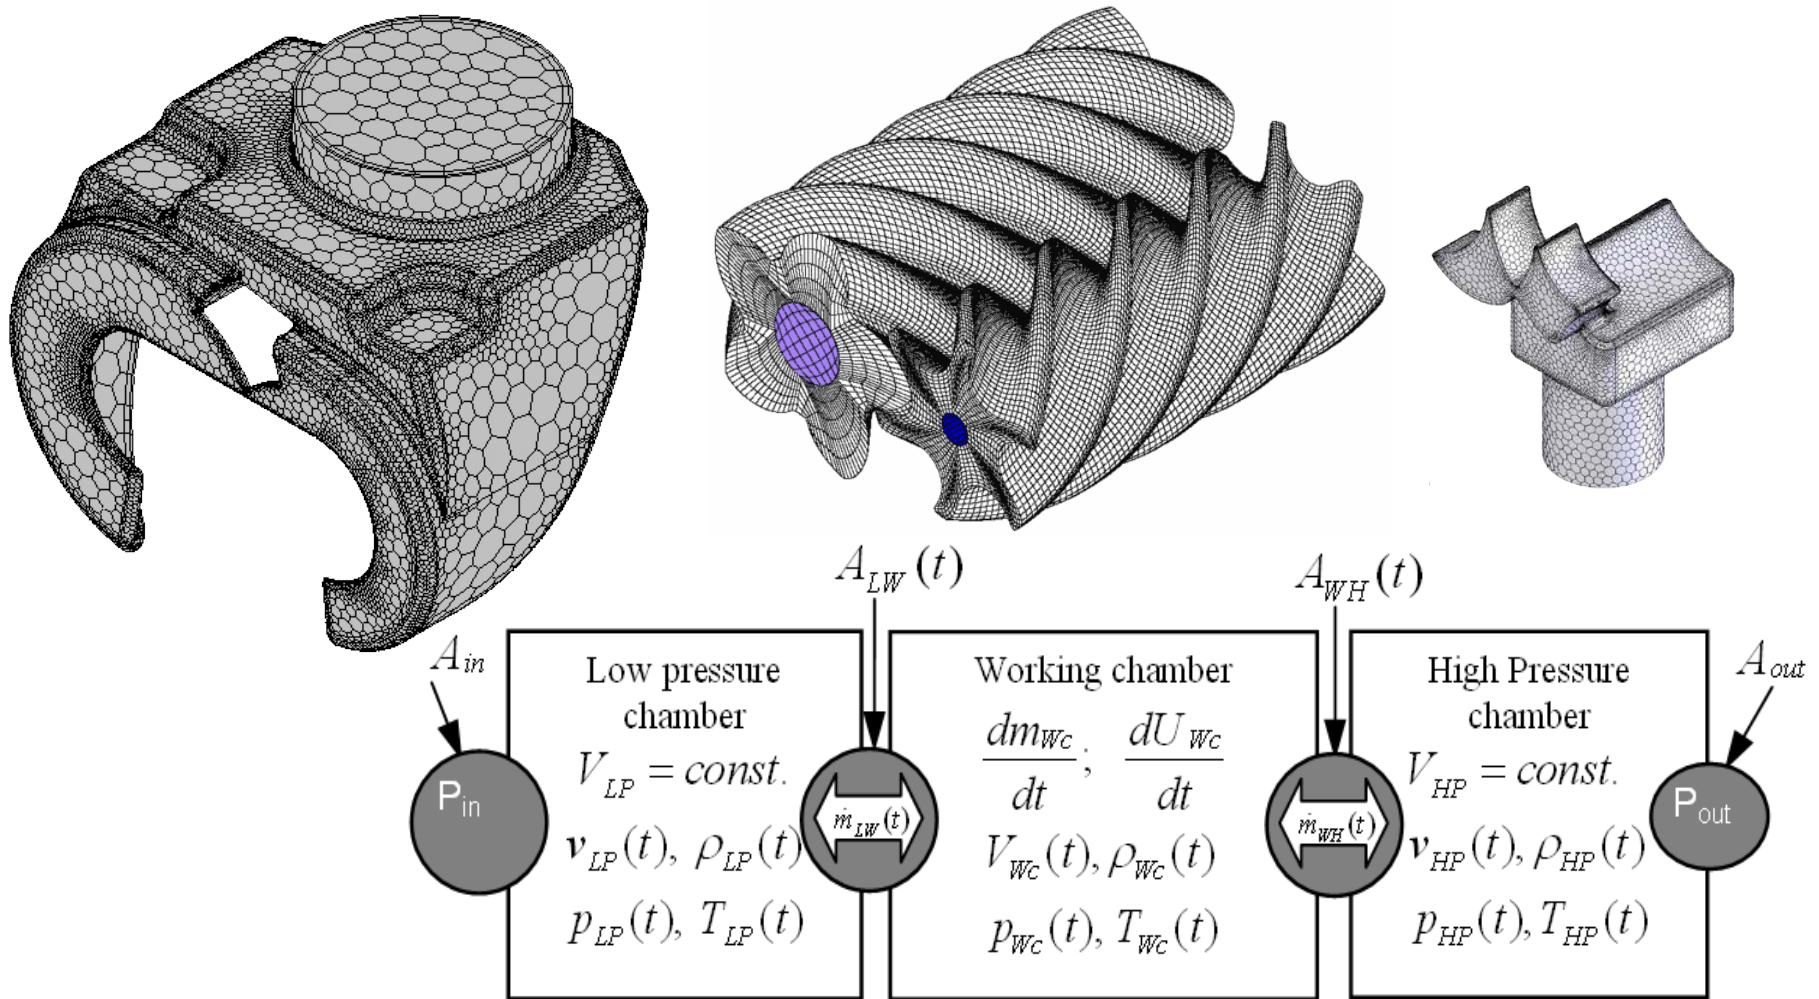 A_LW (t)
A_WH (t)
A_in
A_out
Low pressure
chamber
V_LP = const.
v_LP (t), ρ_LP (t)
p_LP (t), T_LP (t)
Working chamber
dm_Wc/dt ; dU_Wc/dt
V_Wc (t), ρ_Wc (t)
p_Wc (t), T_Wc (t)
High Pressure
chamber
V_HP = const.
v_HP (t), ρ_HP (t)
p_HP (t), T_HP (t)
P_in
ṁ_LW (t)
ṁ_WH (t)
P_out